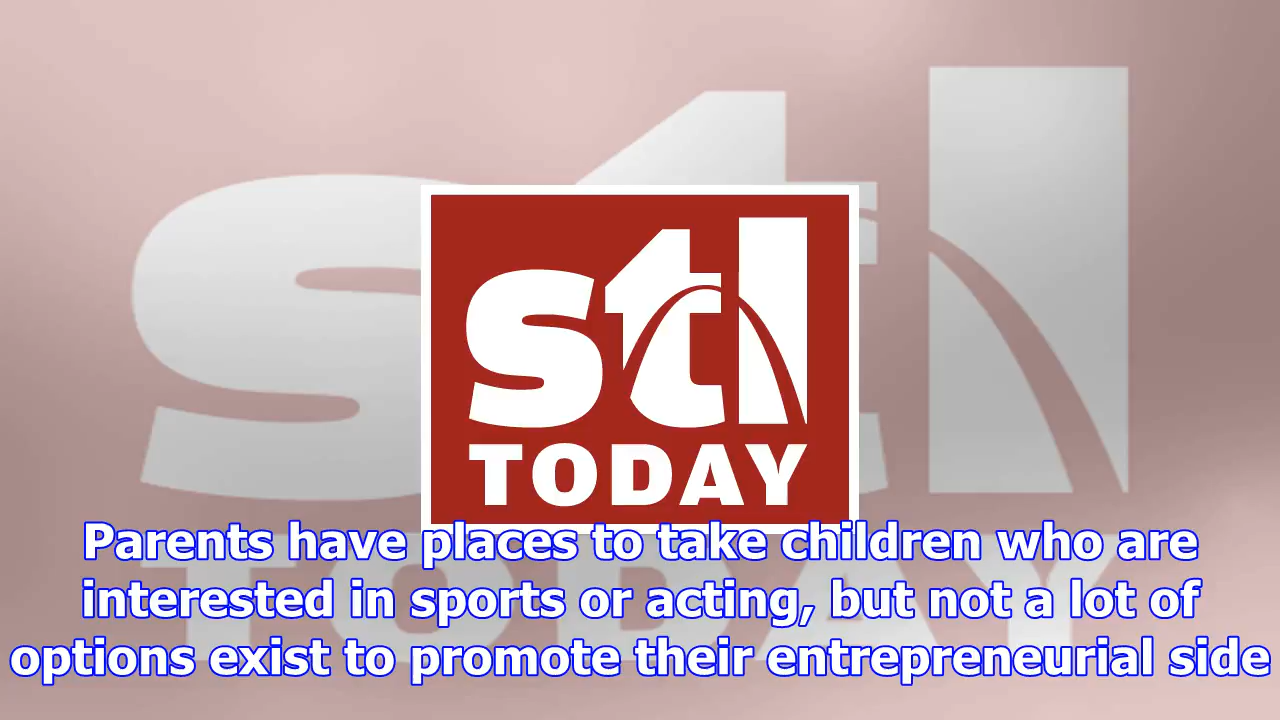 stl
TODAY
Parents have places to take children who are
interested in sports or acting, but not a lot of
options exist to promote their entrepreneurial side